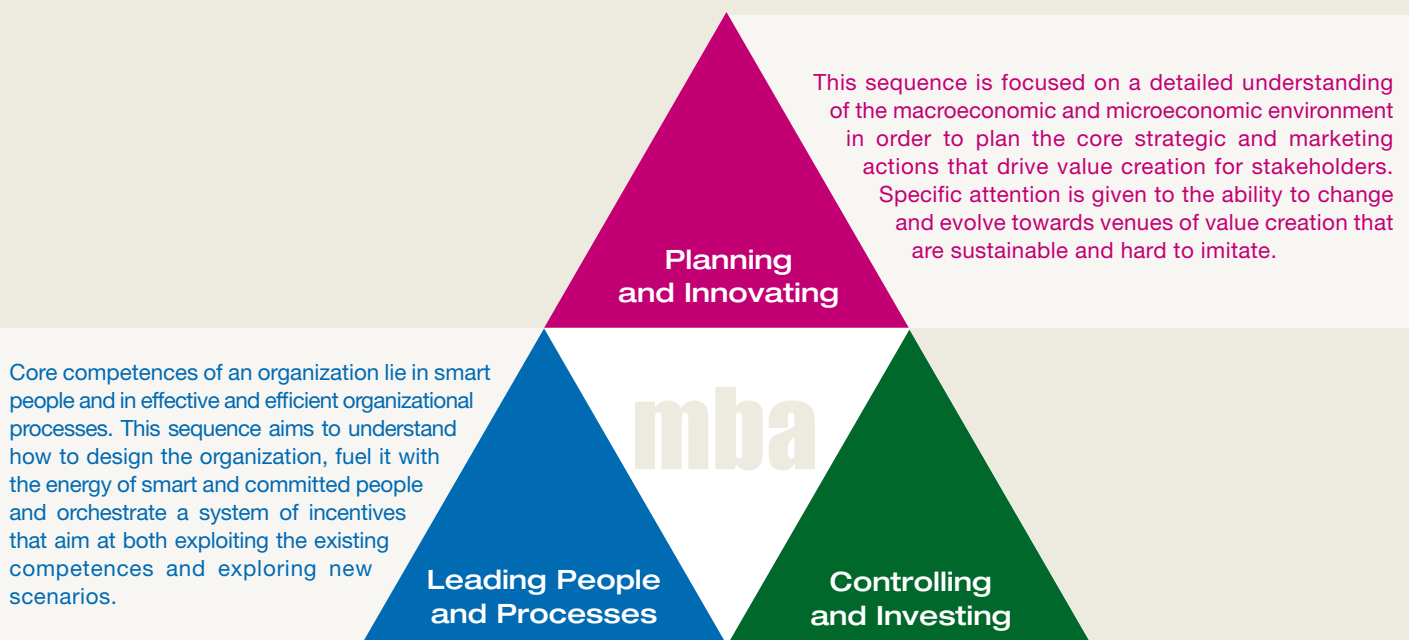 This sequence is focused on a detailed understanding
of the macroeconomic and microeconomic environment
in order to plan the core strategic and marketing
actions that drive value creation for stakeholders.
Specific attention is given to the ability to change
and evolve towards venues of value creation that
are sustainable and hard to imitate.
Planning
and Innovating
Core competences of an organization lie in smart
people and in effective and efficient organizational
processes. This sequence aims to understand
how to design the organization, fuel it with
the energy of smart and committed people
and orchestrate a system of incentives
that aim at both exploiting the existing
competences and exploring new
scenarios.
mba
Leading People
and Processes
Controlling
and Investing